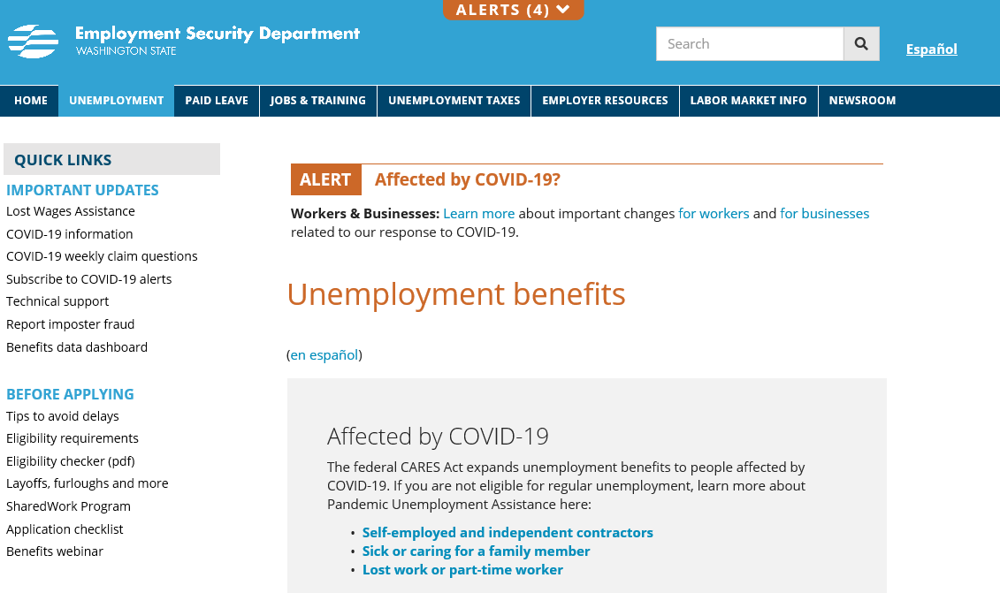 ALERTS (4)
Employment Security Department
WASHINGTON STATE
Search
Español
HOME
UNEMPLOYMENT
PAID LEAVE
JOBS & TRAINING
UNEMPLOYMENT TAXES
EMPLOYER RESOURCES
LABOR MARKET INFO
NEWSROOM
QUICK LINKS
IMPORTANT UPDATES
Lost Wages Assistance
COVID-19 information
COVID-19 weekly claim questions
Subscribe to COVID-19 alerts
Technical support
Report imposter fraud
Benefits data dashboard
BEFORE APPLYING
Tips to avoid delays
Eligibility requirements
Eligibility checker (pdf)
Layoffs, furloughs and more
SharedWork Program
Application checklist
Benefits webinar
ALERT Affected by COVID-19?
Workers & Businesses: Learn more about important changes for workers and for businesses
related to our response to COVID-19.
Unemployment benefits
(en español)
Affected by COVID-19
The federal CARES Act expands unemployment benefits to people affected by
COVID-19. If you are not eligible for regular unemployment, learn more about
Pandemic Unemployment Assistance here:
• Self-employed and independent contractors
• Sick or caring for a family member
• Lost work or part-time worker